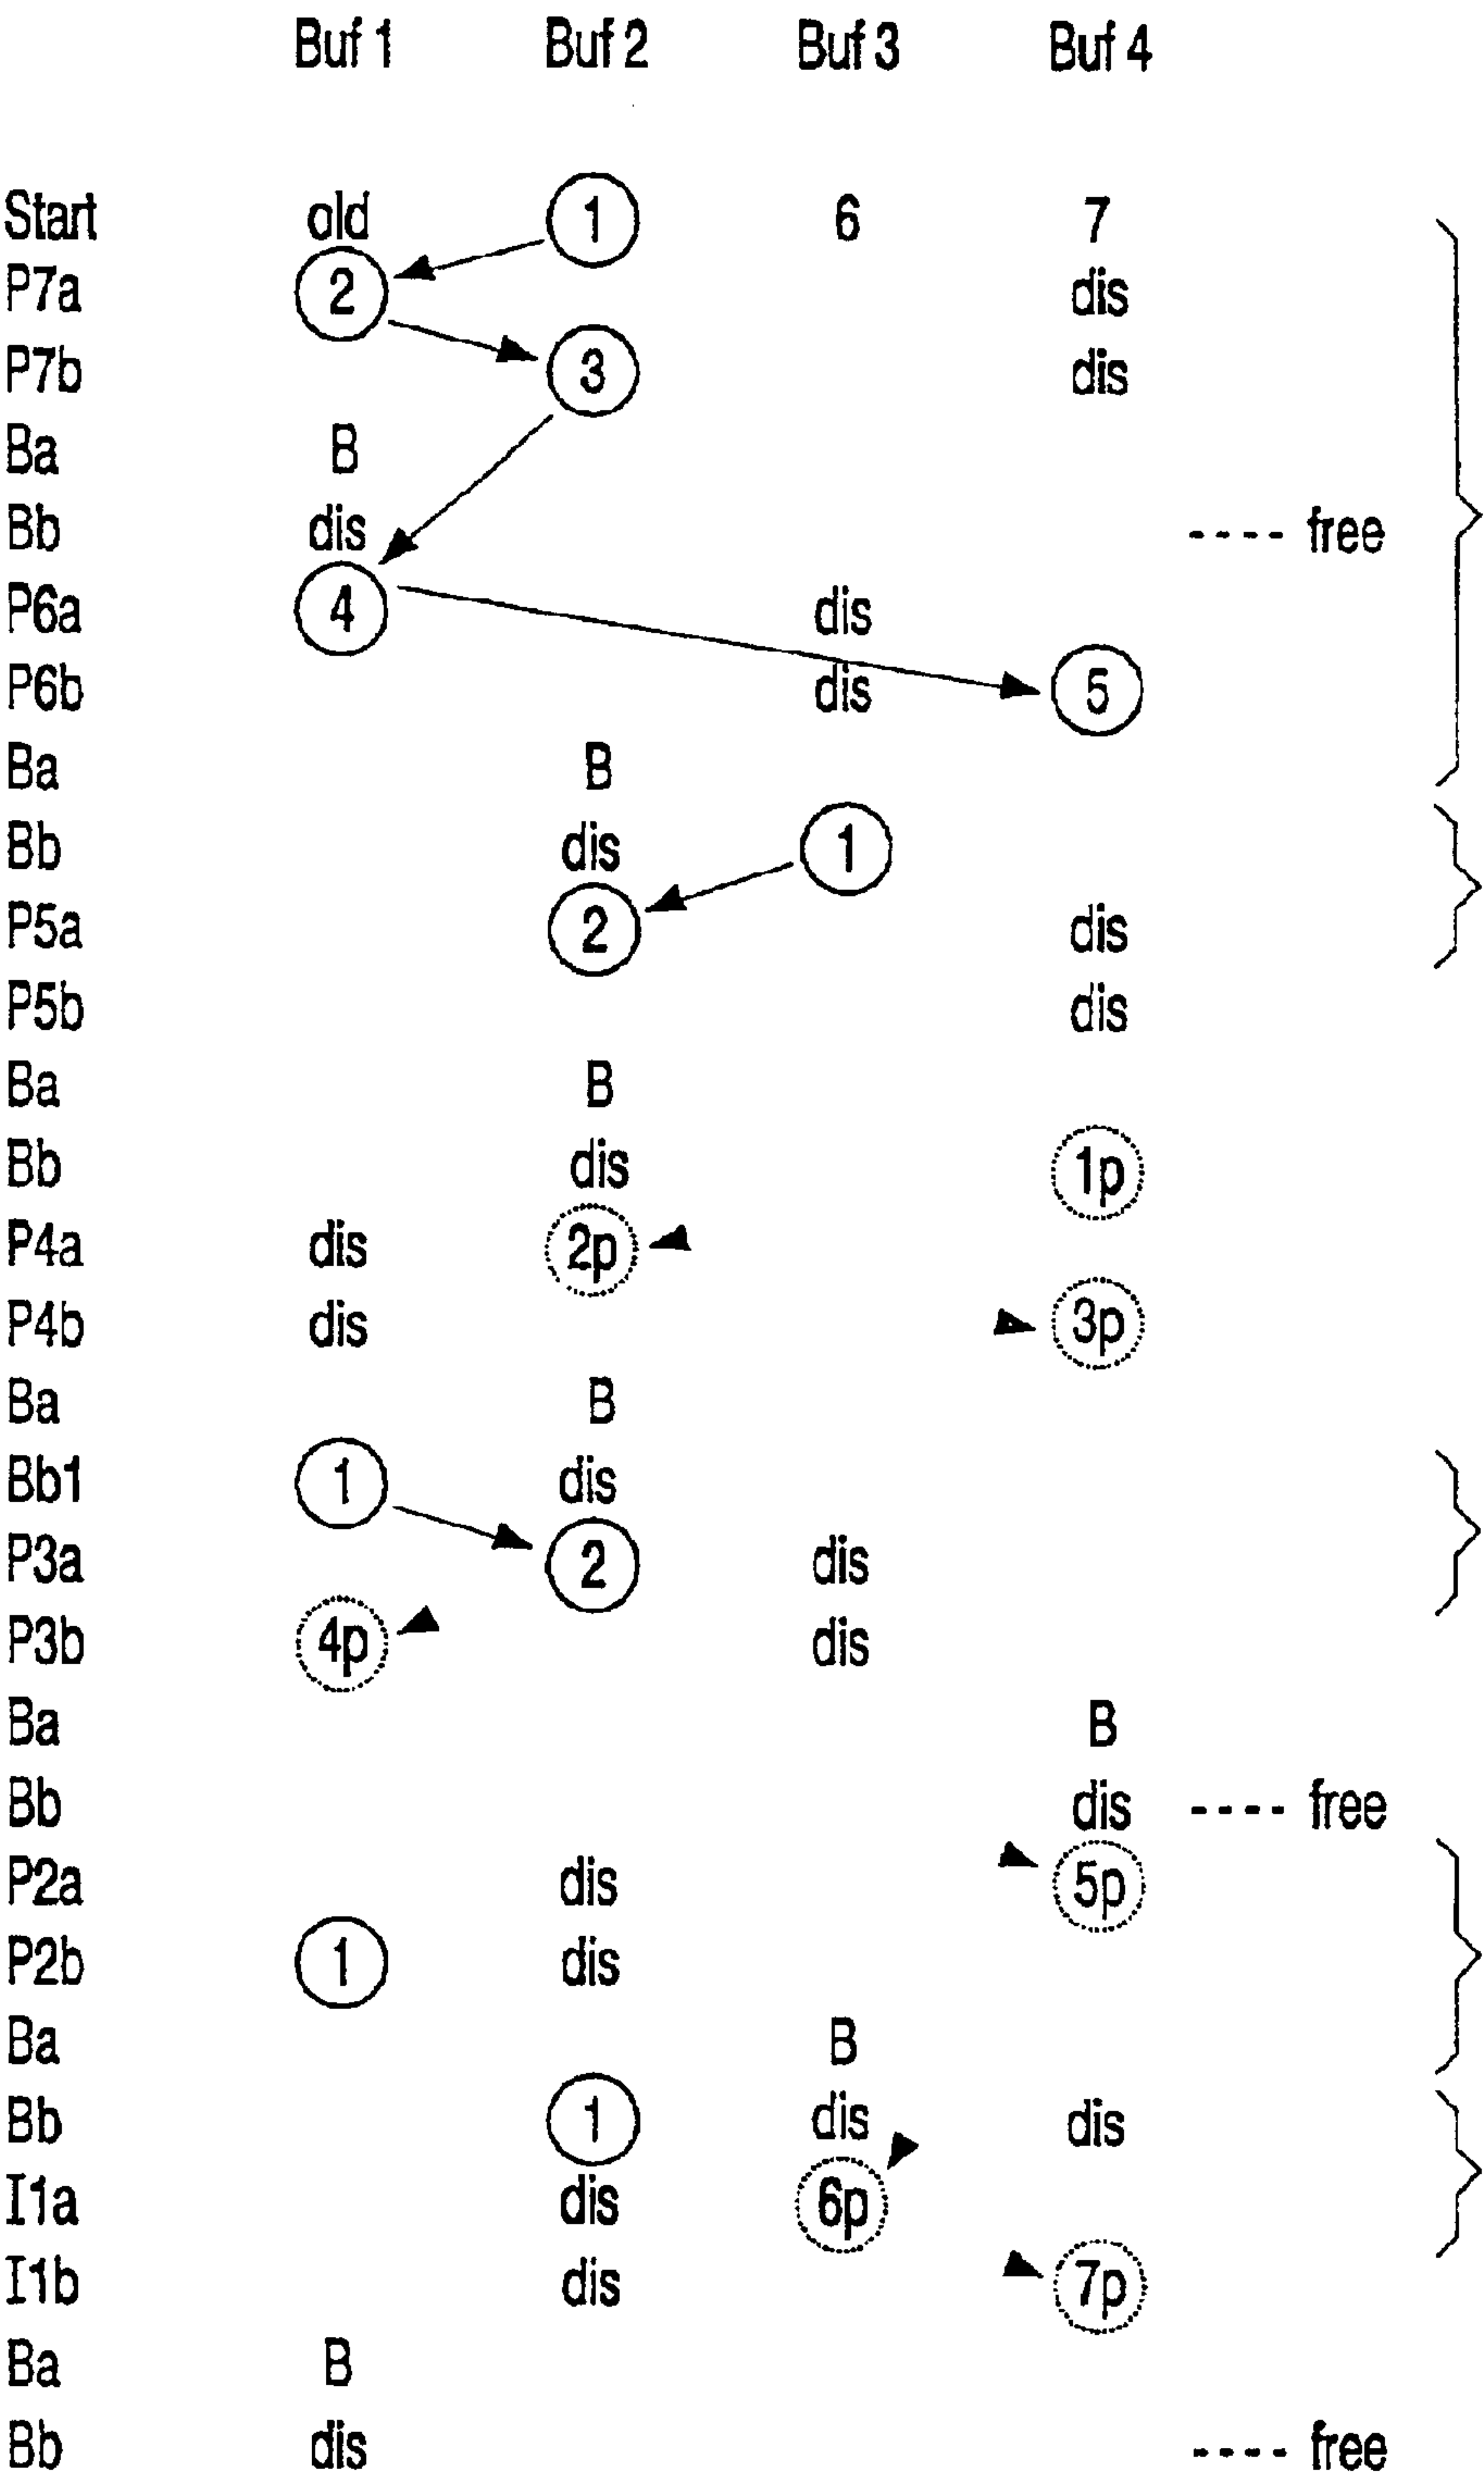 Buf 1 Buf 2 Buf 3 Buf 4
Start old 1 6 7
P7a 2 dis
P7b 3 dis
Ba B
Bb dis ---- free
P6a 4 dis
P6b dis 5
Ba B
Bb dis 1
P5a 2 dis
P5b dis
Ba B
Bb dis 1p
P4a dis 2p
P4b dis 3p
Ba B
Bb1 1 dis
P3a 2 dis
P3b 4p dis
Ba B
Bb dis ---- free
P2a dis 5p
P2b 1 dis
Ba B
Bb 1 dis dis
I1a dis 6p
I1b dis 7p
Ba B
Bb dis ---- free